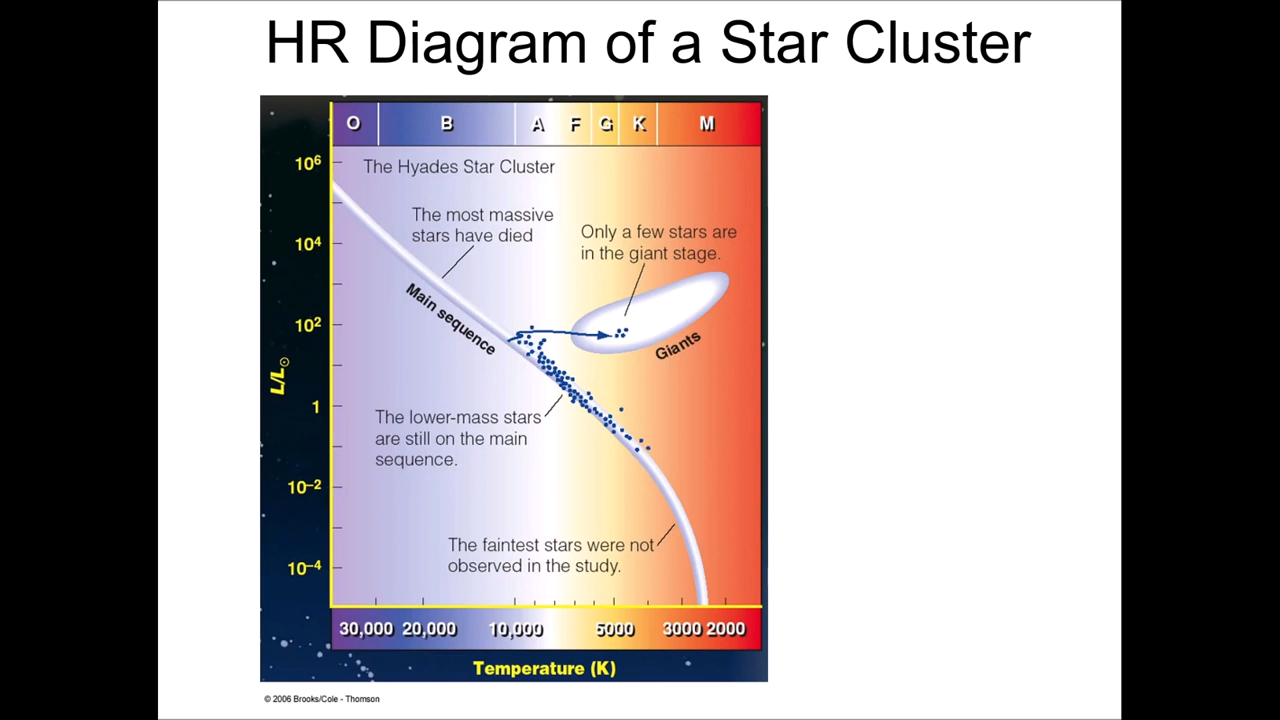 HR Diagram of a Star Cluster
O B A F G K M
The Hyades Star Cluster
The most massive
stars have died
Only a few stars are
in the giant stage.
Main sequence
Giants
The lower-mass stars
are still on the main
sequence.
The faintest stars were not
observed in the study.
10⁶
10⁴
10²
1
10⁻²
10⁻⁴
L/L☉
30,000 20,000 10,000 5000 3000 2000
Temperature (K)
© 2006 Brooks/Cole - Thomson